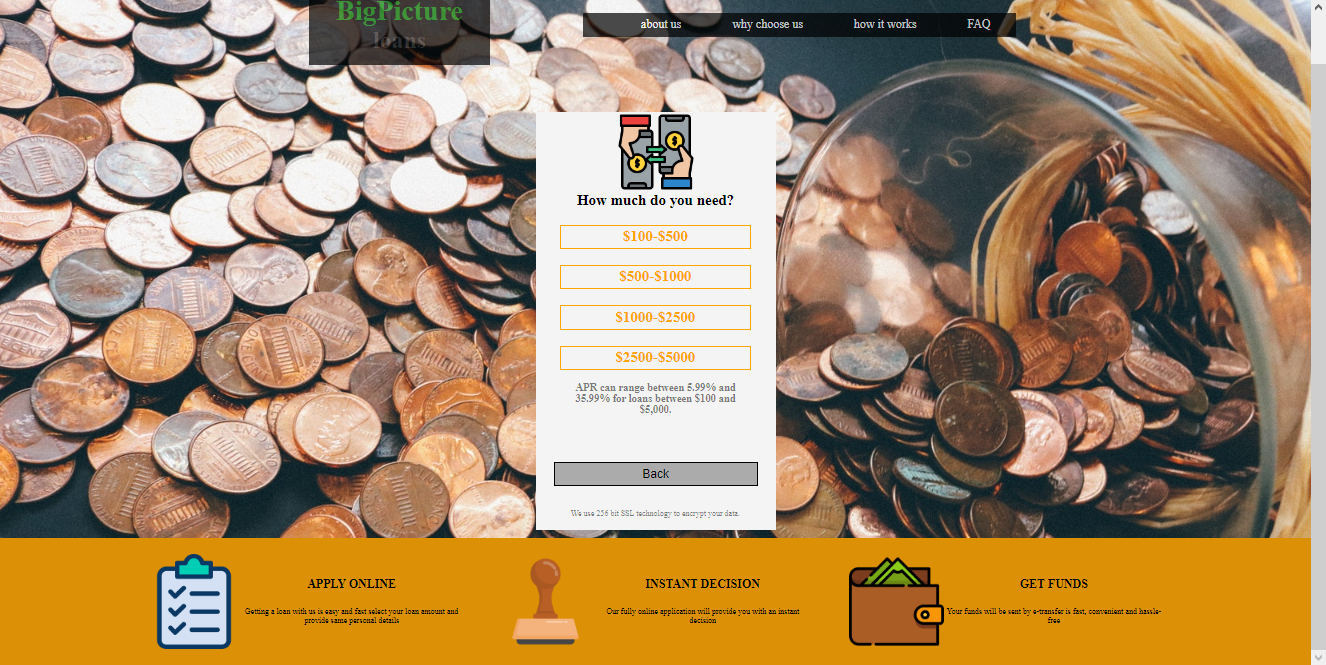 BigPicture
loans
about us
why choose us
how it works
FAQ
How much do you need?
$100-$500
$500-$1000
$1000-$2500
$2500-$5000
APR can range between 5.99% and
35.99% for loans between $100 and
$5,000.
Back
We use 256 bit SSL technology to encrypt your data.
APPLY ONLINE
Getting a loan with us is easy and fast select your loan amount and
provide same personal details
INSTANT DECISION
Our fully online application will provide you with an instant
decision
GET FUNDS
Your funds will be sent by e-transfer is fast, convenient and hassle-
free